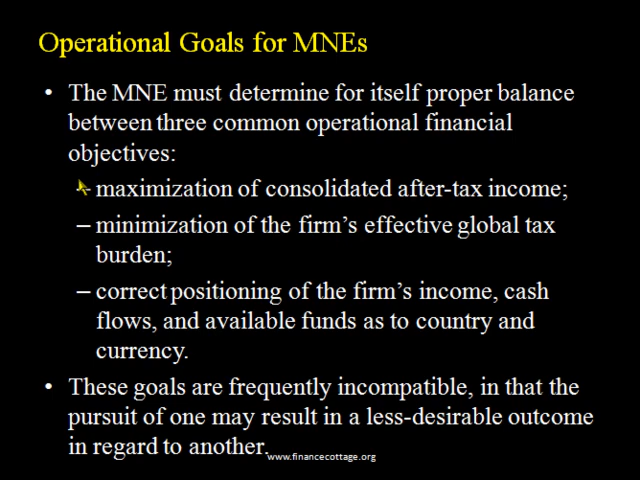 Operational Goals for MNEs
• The MNE must determine for itself proper balance
between three common operational financial
objectives:
– maximization of consolidated after-tax income;
– minimization of the firm's effective global tax
burden;
– correct positioning of the firm's income, cash
flows, and available funds as to country and
currency.
• These goals are frequently incompatible, in that the
pursuit of one may result in a less-desirable outcome
in regard to another.
www.financecottage.org